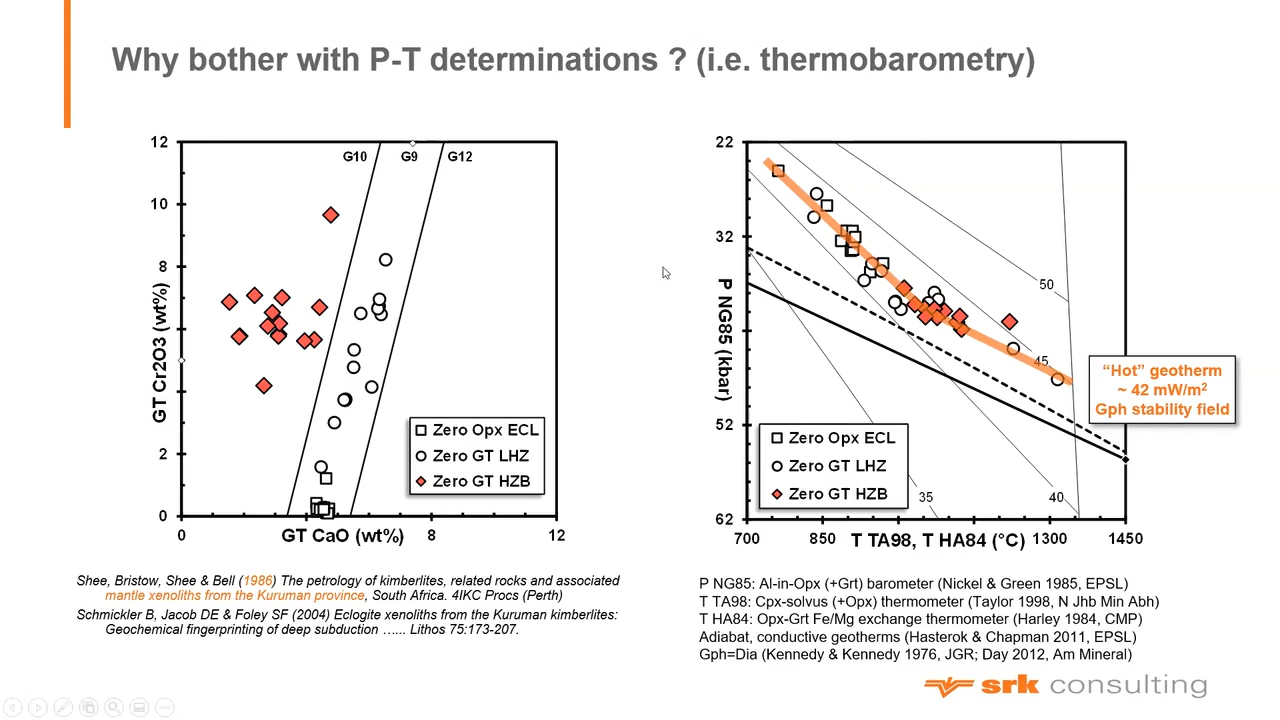 Why bother with P-T determinations ? (i.e. thermobarometry)
12
10
8
6
4
2
0
GT Cr2O3 (wt%)
G10
G9
G12
Zero Opx ECL
Zero GT LHZ
Zero GT HZB
0
GT CaO (wt%)
8
12
22
32
52
62
P NG85 (kbar)
50
45
40
35
Zero Opx ECL
Zero GT LHZ
Zero GT HZB
700
850
T TA98, T HA84 (°C)
1300
1450
“Hot” geotherm
~ 42 mW/m2
Gph stability field
Shee, Bristow, Shee & Bell (1986) The petrology of kimberlites, related rocks and associated
mantle xenoliths from the Kuruman province, South Africa. 4IKC Procs (Perth)
Schmickler B, Jacob DE & Foley SF (2004) Eclogite xenoliths from the Kuruman kimberlites:
Geochemical fingerprinting of deep subduction …... Lithos 75:173-207.
P NG85: Al-in-Opx (+Grt) barometer (Nickel & Green 1985, EPSL)
T TA98: Cpx-solvus (+Opx) thermometer (Taylor 1998, N Jhb Min Abh)
T HA84: Opx-Grt Fe/Mg exchange thermometer (Harley 1984, CMP)
Adiabat, conductive geotherms (Hasterok & Chapman 2011, EPSL)
Gph=Dia (Kennedy & Kennedy 1976, JGR; Day 2012, Am Mineral)
srk consulting